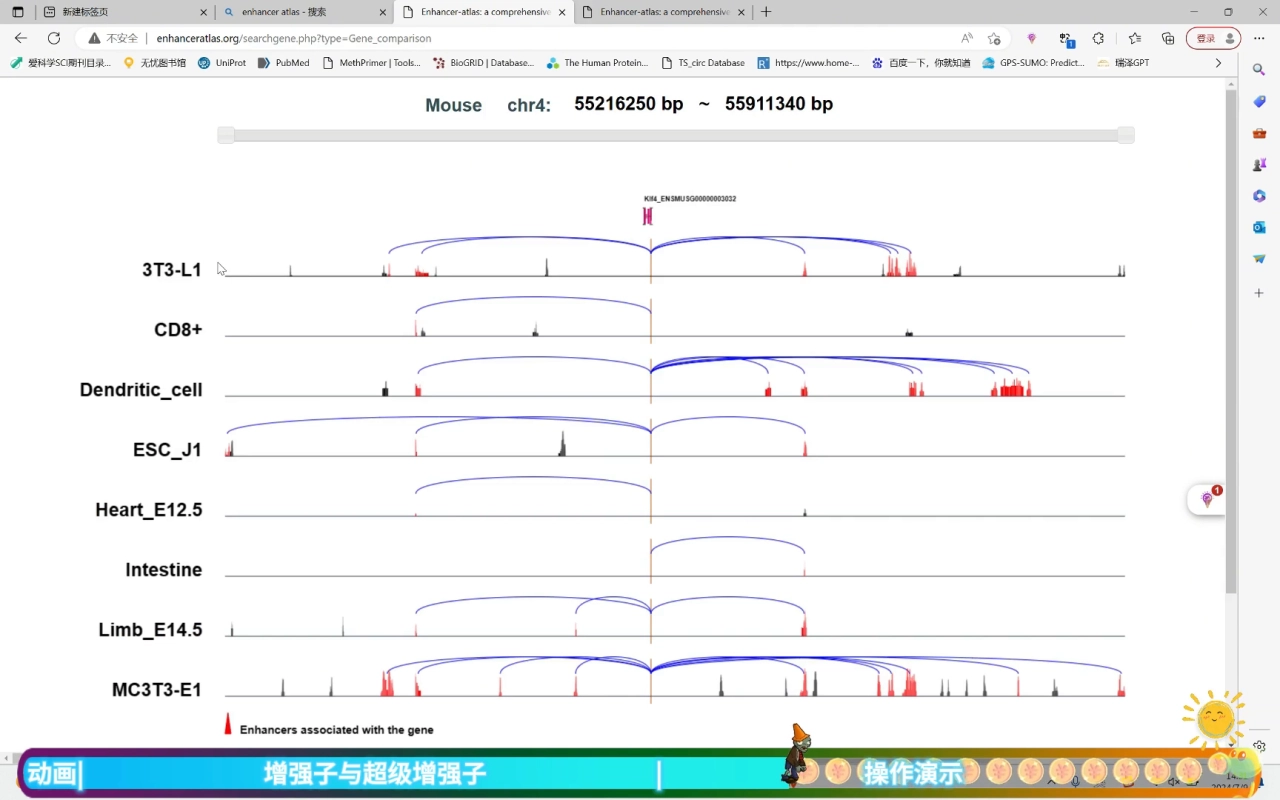 新建标签页
enhancer atlas - 搜索
Enhancer-atlas: a comprehensive
Enhancer-atlas: a comprehensive
不安全
enhanceratlas.org/searchgene.php?type=Gene_comparison
登录
爱科学SCI期刊目录...
无忧图书馆
UniProt
PubMed
MethPrimer | Tools...
BioGRID | Database...
The Human Protein...
TS_circ Database
https://www.home-...
百度一下，你就知道
GPS-SUMO: Predict...
瑞泽GPT
Mouse chr4: 55216250 bp ~ 55911340 bp
Klf4_ENSMUSG00000003032
3T3-L1
CD8+
Dendritic_cell
ESC_J1
Heart_E12.5
Intestine
Limb_E14.5
MC3T3-E1
Enhancers associated with the gene
1
1
动画
增强子与超级增强子
操作演示